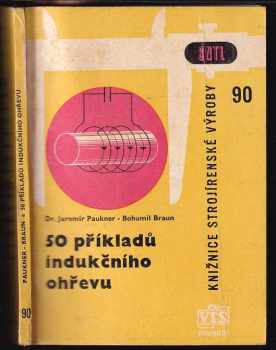 PAUKNER - BRAUN • 50 PŘÍKLADŮ INDUKČNÍHO OHŘEVU
90
SNTL
90
KNIŽNICE STROJÍRENSKÉ VÝROBY
Dr. Jaromír Paukner - Bohumil Braun
50 příkladů
indukčního
ohřevu
VTS